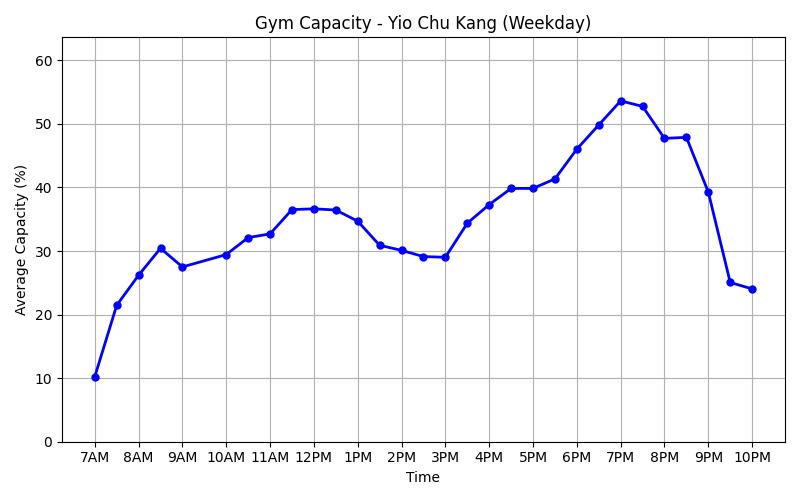 Gym Capacity - Yio Chu Kang (Weekday)
60
50
40
30
20
10
0
Average Capacity (%)
7AM 8AM 9AM 10AM 11AM 12PM 1PM 2PM 3PM 4PM 5PM 6PM 7PM 8PM 9PM 10PM
Time